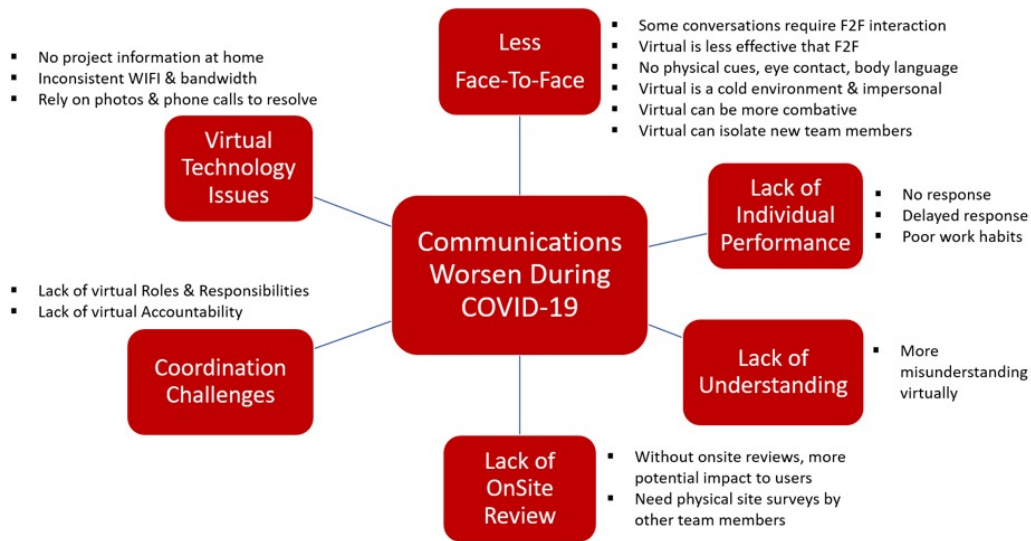 Less
Face-To-Face
▪ Some conversations require F2F interaction
▪ Virtual is less effective that F2F
▪ No physical cues, eye contact, body language
▪ Virtual is a cold environment & impersonal
▪ Virtual can be more combative
▪ Virtual can isolate new team members
▪ No project information at home
▪ Inconsistent WIFI & bandwidth
▪ Rely on photos & phone calls to resolve
Virtual
Technology
Issues
Lack of
Individual
Performance
▪ No response
▪ Delayed response
▪ Poor work habits
Communications
Worsen During
COVID-19
▪ Lack of virtual Roles & Responsibilities
▪ Lack of virtual Accountability
Coordination
Challenges
Lack of
Understanding
▪ More
misunderstanding
virtually
Lack of
OnSite
Review
▪ Without onsite reviews, more
potential impact to users
▪ Need physical site surveys by
other team members